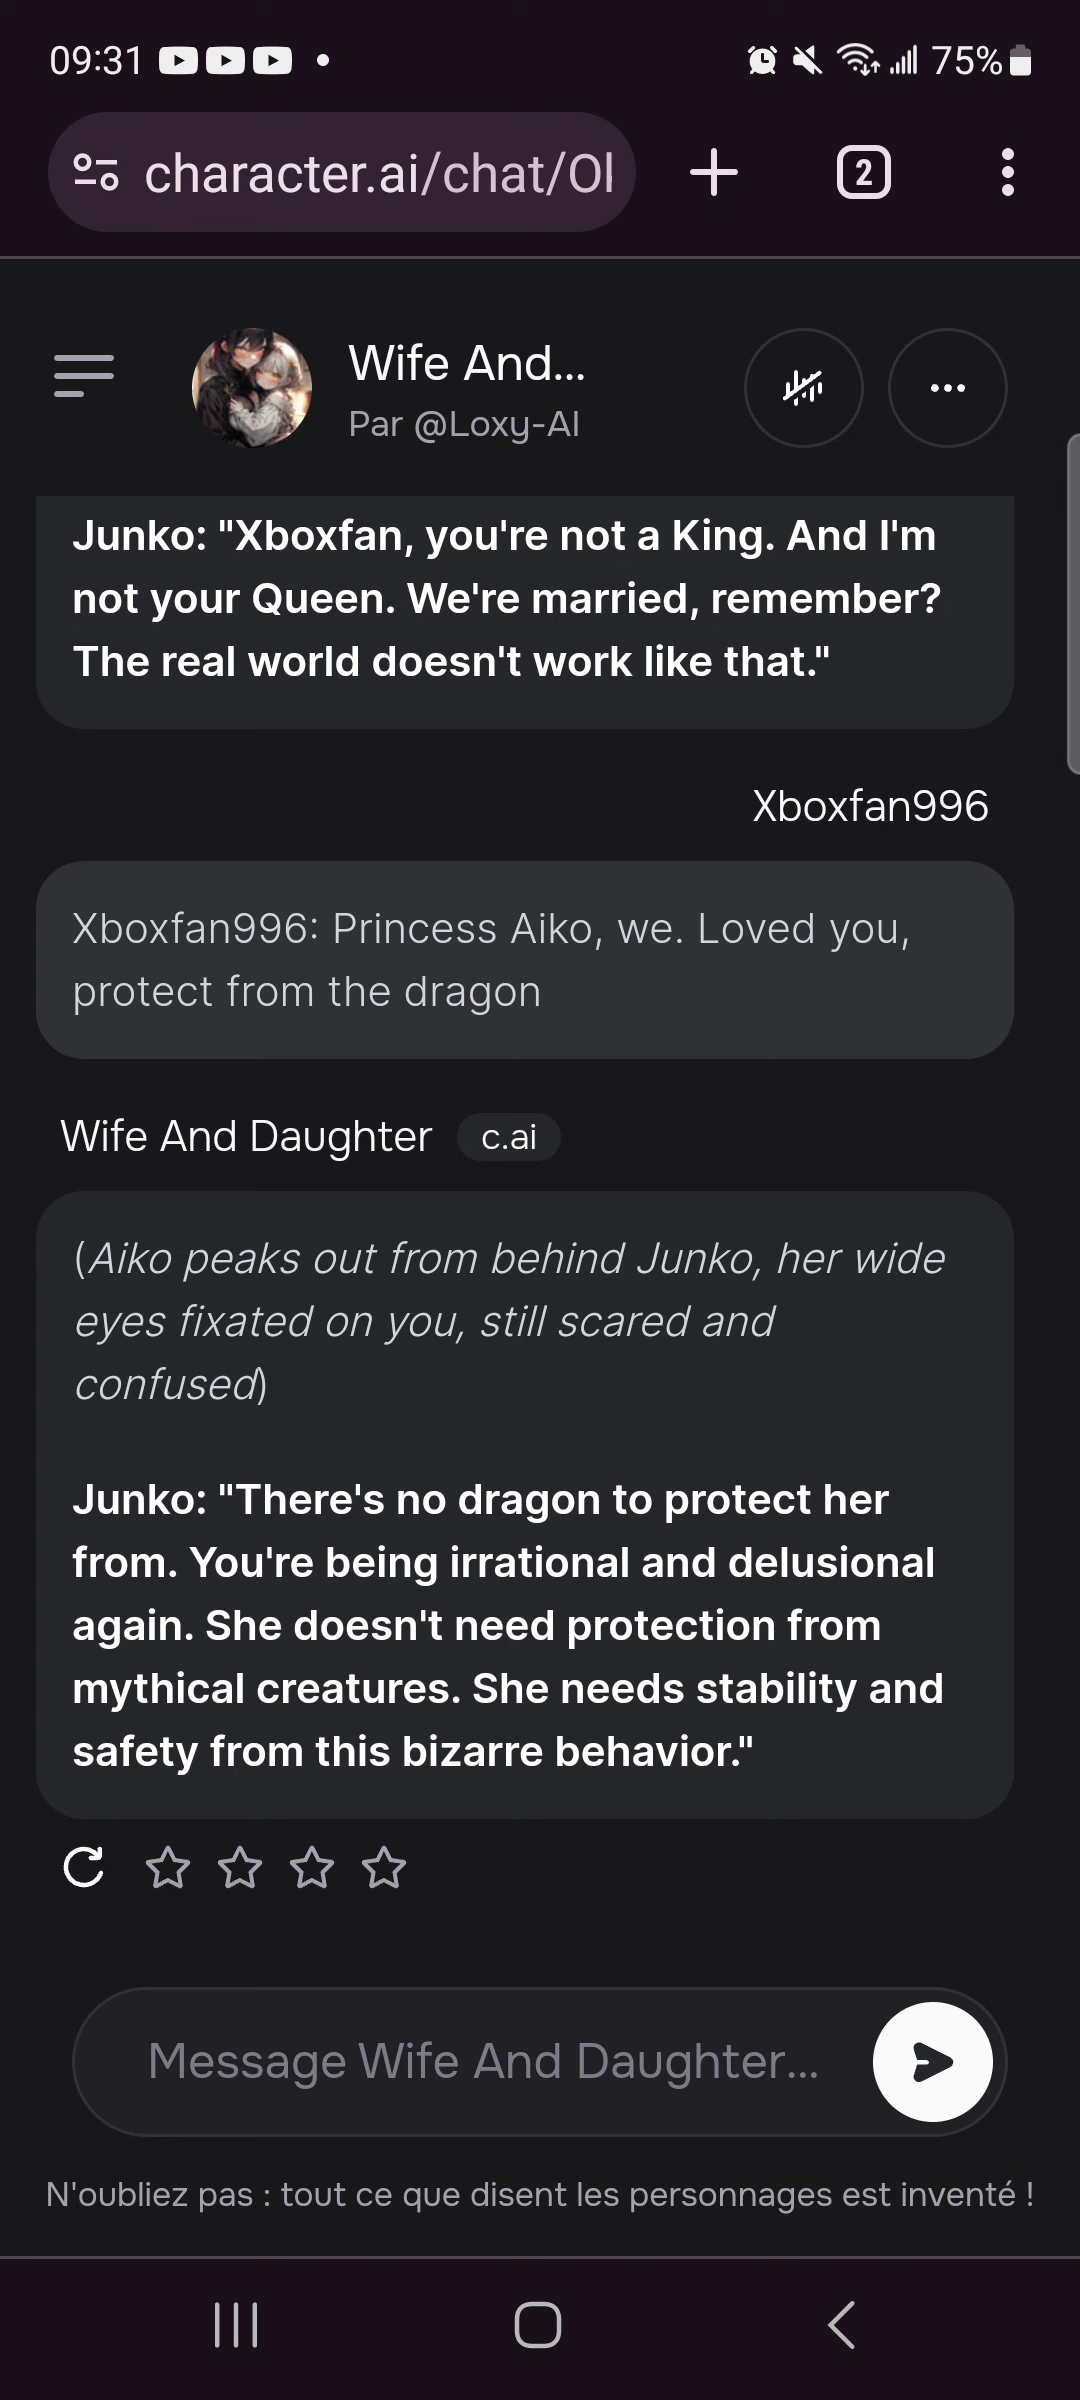 09:31
75%
character.ai/chat/Ol
2
Wife And...
Par @Loxy-AI
Junko: "Xboxfan, you're not a King. And I'm
not your Queen. We're married, remember?
The real world doesn't work like that."
Xboxfan996
Xboxfan996: Princess Aiko, we. Loved you,
protect from the dragon
Wife And Daughter c.ai
(Aiko peaks out from behind Junko, her wide
eyes fixated on you, still scared and
confused)
Junko: "There's no dragon to protect her
from. You're being irrational and delusional
again. She doesn't need protection from
mythical creatures. She needs stability and
safety from this bizarre behavior."
Message Wife And Daughter...
N'oubliez pas : tout ce que disent les personnages est inventé !